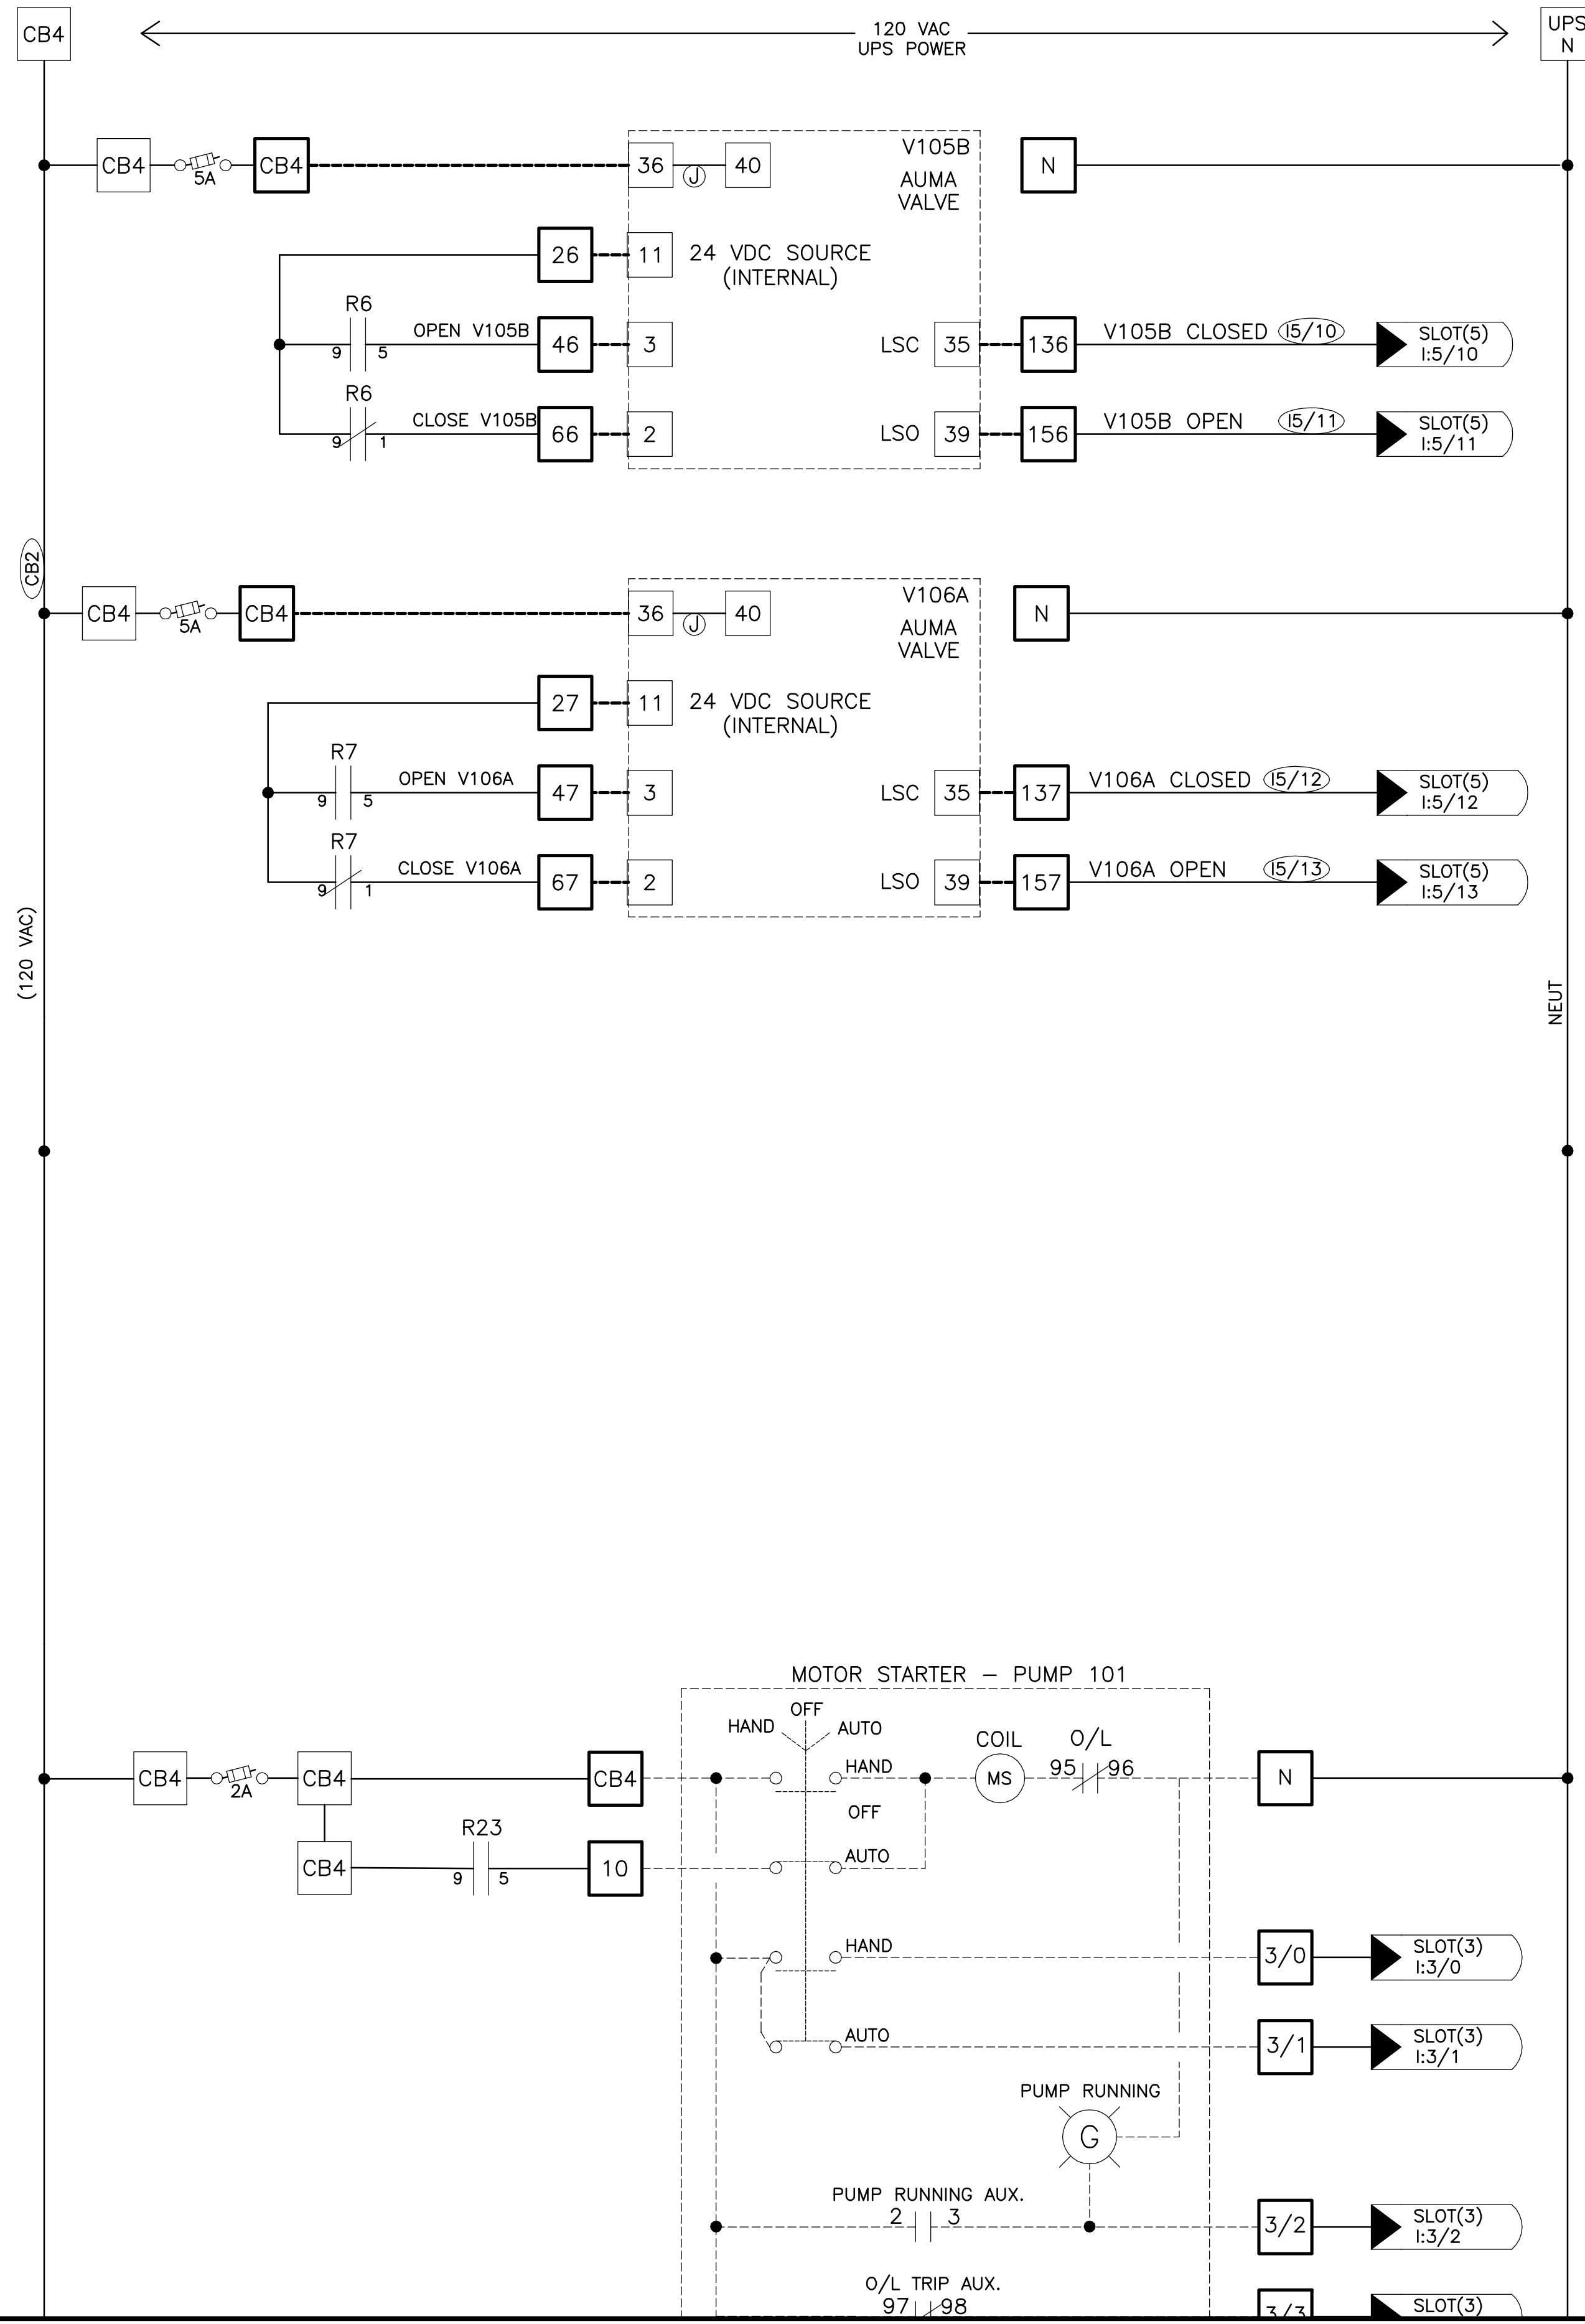 CB4
120 VAC
UPS POWER
UPS
N
CB4
5A
CB4
36
J
40
V105B
AUMA
VALVE
N
26
11
24 VDC SOURCE
(INTERNAL)
R6
9
5
OPEN V105B
46
3
LSC
35
136
V105B CLOSED
I5/10
SLOT(5)
I:5/10
R6
9
1
CLOSE V105B
66
2
LSO
39
156
V105B OPEN
I5/11
SLOT(5)
I:5/11
CB2
CB4
5A
CB4
36
J
40
V106A
AUMA
VALVE
N
27
11
24 VDC SOURCE
(INTERNAL)
R7
9
5
OPEN V106A
47
3
LSC
35
137
V106A CLOSED
I5/12
SLOT(5)
I:5/12
R7
9
1
CLOSE V106A
67
2
LSO
39
157
V106A OPEN
I5/13
SLOT(5)
I:5/13
(120 VAC)
NEUT
MOTOR STARTER - PUMP 101
OFF
HAND
AUTO
CB4
2A
CB4
CB4
HAND
COIL
MS
O/L
95
96
N
OFF
CB4
R23
9
5
10
AUTO
HAND
3/0
SLOT(3)
I:3/0
AUTO
3/1
SLOT(3)
I:3/1
PUMP RUNNING
G
PUMP RUNNING AUX.
2
3
3/2
SLOT(3)
I:3/2
O/L TRIP AUX.
97
98
3/3
SLOT(3)